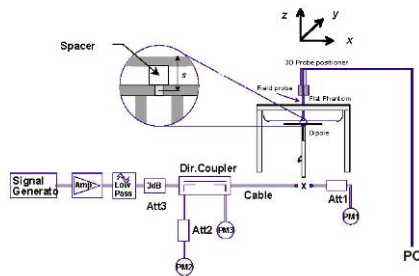 z
y
x
Spacer
s
3D Probe positioner
Field probe
Flat Phantom
Dipole
Signal
Generato
Amp
Low
Pass
3dB
Att3
Dir.Coupler
Cable
x
Att1
PM1
Att2
PM3
PM2
PC